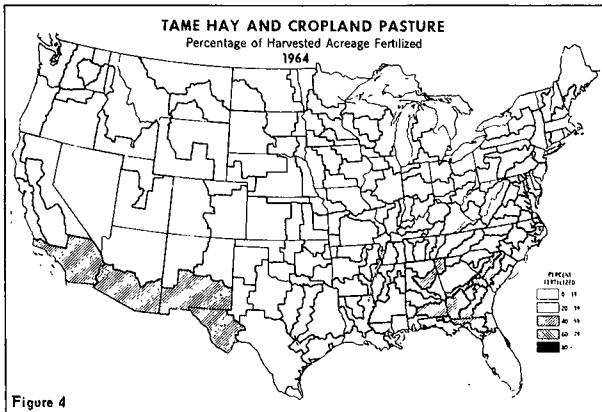 TAME HAY AND CROPLAND PASTURE
Percentage of Harvested Acreage Fertilized
1964
PERCENT
FERTILIZED
0 - 19
20 - 39
40 - 59
60 - 79
80 -
Figure 4